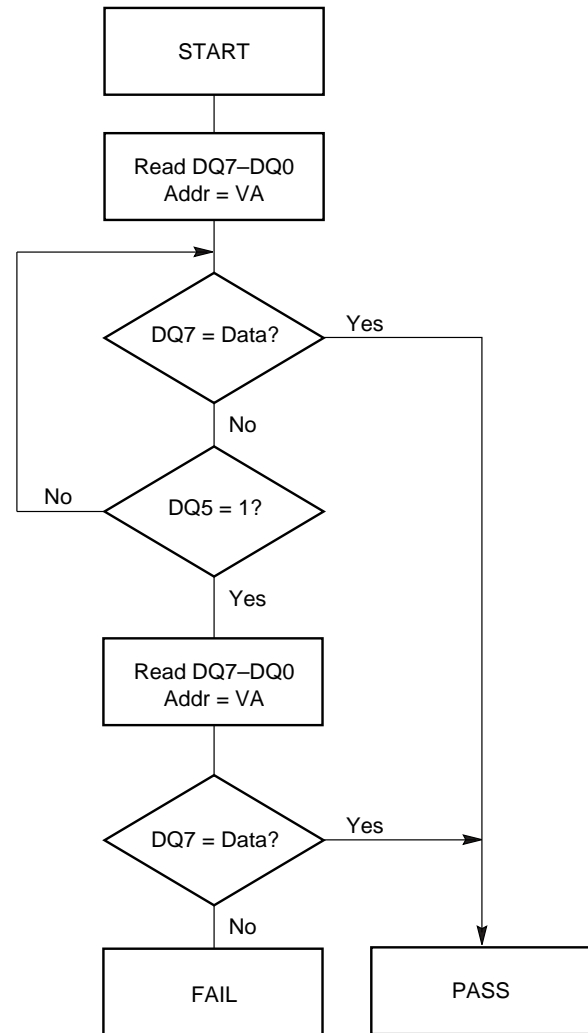 START
Read DQ7–DQ0
Addr = VA
DQ7 = Data?
Yes
No
No
DQ5 = 1?
Yes
Read DQ7–DQ0
Addr = VA
DQ7 = Data?
Yes
No
FAIL
PASS